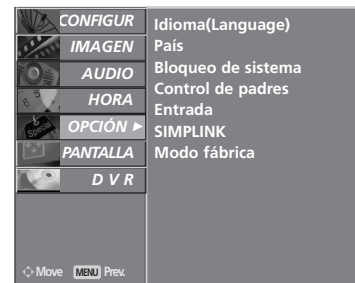 CONFIGUR
IMAGEN
AUDIO
HORA
Special
OPCIÓN ►
PANTALLA
D V R
Move MENU Prev.
Idioma(Language)
País
Bloqueo de sistema
Control de padres
Entrada
SIMPLINK
Modo fábrica